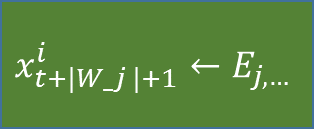 x^i_{t+|W_j|+1} ← E_{j,…}